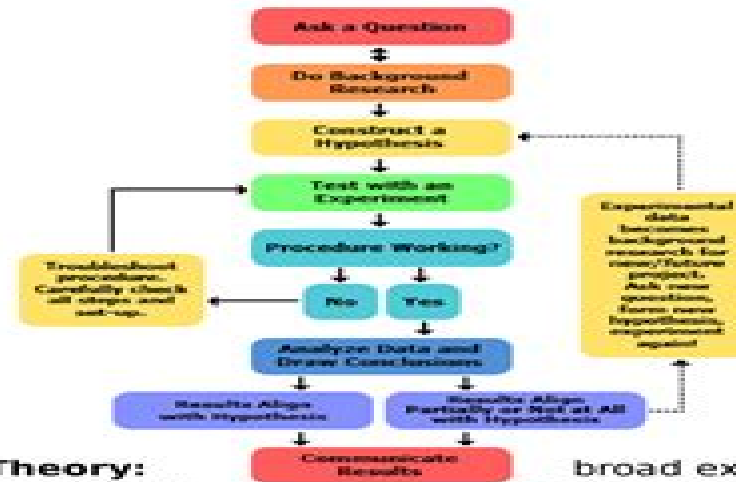 Ask a Question
Do Background
Research
Construct a
Hypothesis
Test with an
Experiment
Procedure Working?
No
Yes
Troubleshoot
procedure.
Carefully check
all steps and
set-up.
Experimental
data
becomes
background
research for
new/future
project.
Ask new
question,
form new
hypothesis,
experiment
again!
Analyze Data and
Draw Conclusions
Results Align
with Hypothesis
Results Align
Partially or Not at All
with Hypothesis
Communicate
Results
Theory:
broad ex